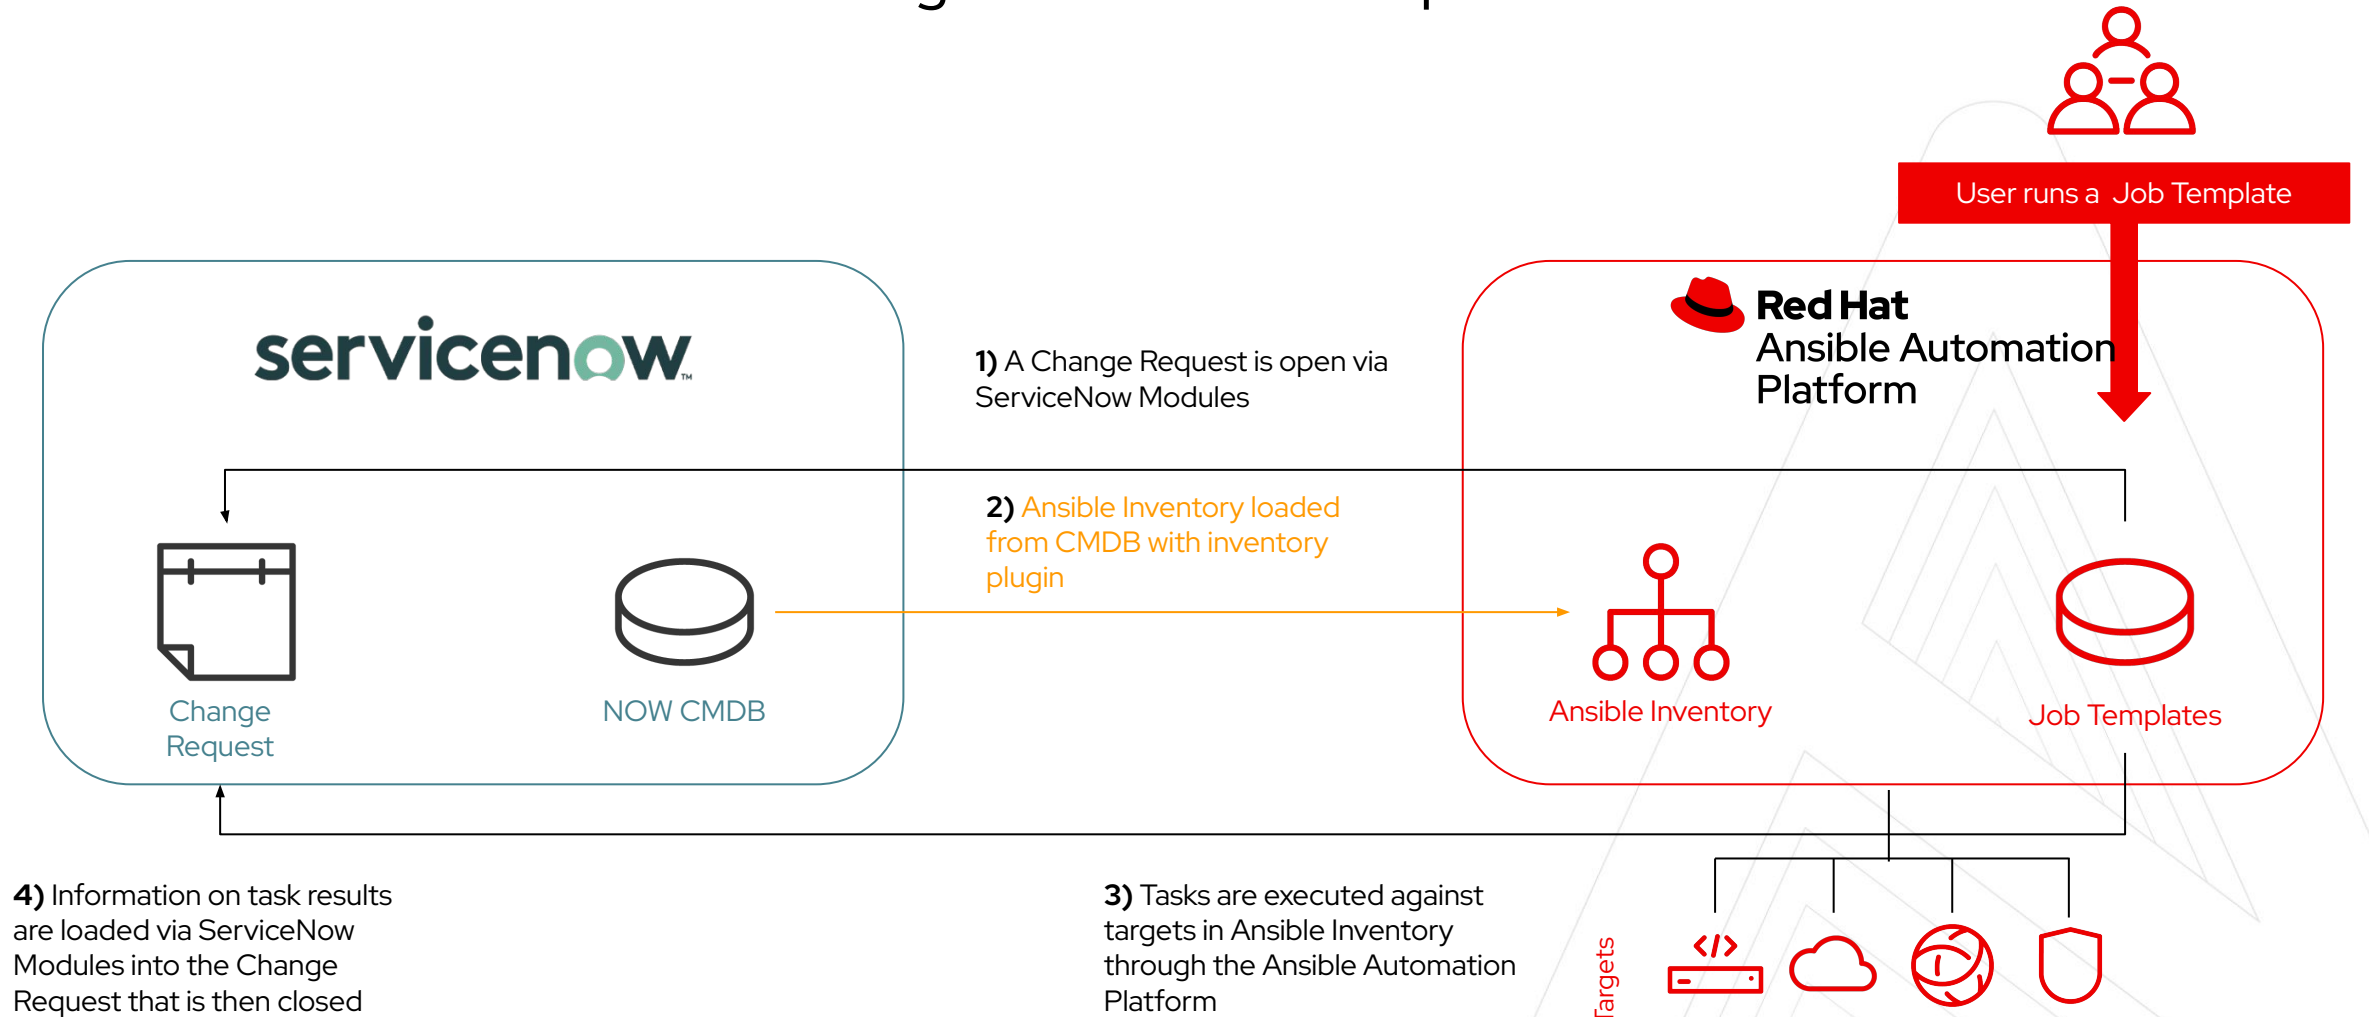 User runs a Job Template
servicenow™
Red Hat
Ansible Automation
Platform
1) A Change Request is open via
ServiceNow Modules
2) Ansible Inventory loaded
from CMDB with inventory
plugin
Change
Request
NOW CMDB
Ansible Inventory
Job Templates
4) Information on task results
are loaded via ServiceNow
Modules into the Change
Request that is then closed
3) Tasks are executed against
targets in Ansible Inventory
through the Ansible Automation
Platform
Targets